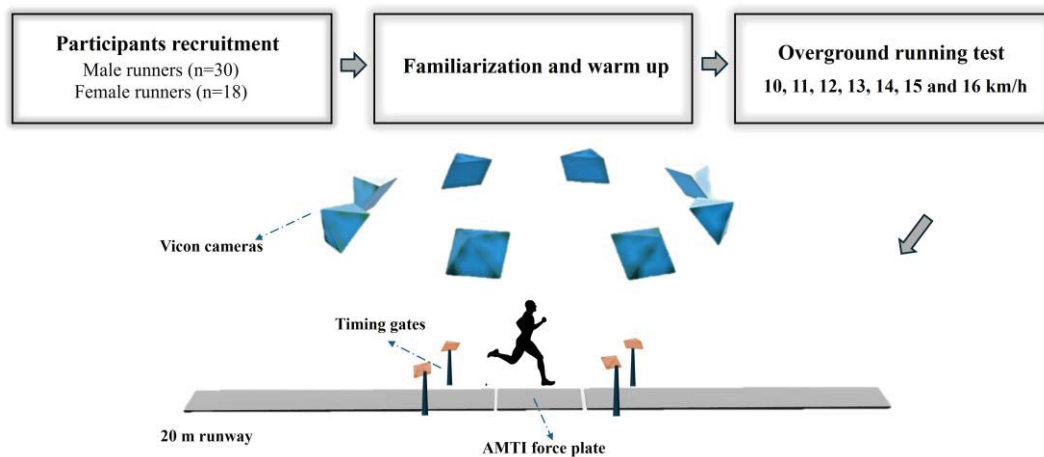 Participants recruitment
Male runners (n=30)
Female runners (n=18)
Familiarization and warm up
Overground running test
10, 11, 12, 13, 14, 15 and 16 km/h
Vicon cameras
Timing gates
20 m runway
AMTI force plate